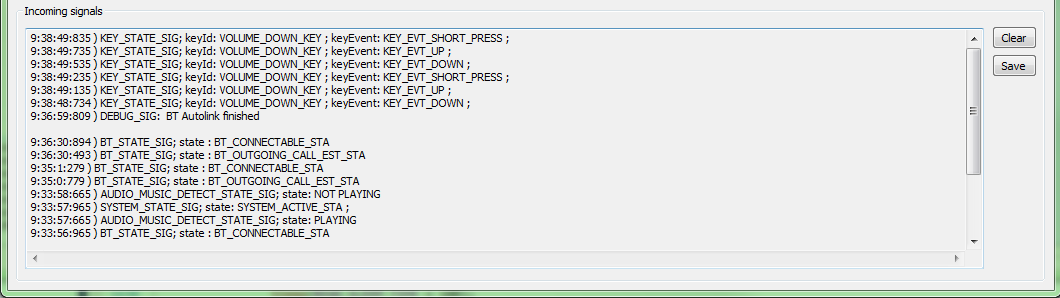 Incoming signals
9:38:49:835 ) KEY_STATE_SIG; keyId: VOLUME_DOWN_KEY ; keyEvent: KEY_EVT_SHORT_PRESS ;
9:38:49:735 ) KEY_STATE_SIG; keyId: VOLUME_DOWN_KEY ; keyEvent: KEY_EVT_UP ;
9:38:49:535 ) KEY_STATE_SIG; keyId: VOLUME_DOWN_KEY ; keyEvent: KEY_EVT_DOWN ;
9:38:49:235 ) KEY_STATE_SIG; keyId: VOLUME_DOWN_KEY ; keyEvent: KEY_EVT_SHORT_PRESS ;
9:38:49:135 ) KEY_STATE_SIG; keyId: VOLUME_DOWN_KEY ; keyEvent: KEY_EVT_UP ;
9:38:48:734 ) KEY_STATE_SIG; keyId: VOLUME_DOWN_KEY ; keyEvent: KEY_EVT_DOWN ;
9:36:59:809 ) DEBUG_SIG:  BT Autolink finished
9:36:30:894 ) BT_STATE_SIG; state : BT_CONNECTABLE_STA
9:36:30:493 ) BT_STATE_SIG; state : BT_OUTGOING_CALL_EST_STA
9:35:1:279 ) BT_STATE_SIG; state : BT_CONNECTABLE_STA
9:35:0:779 ) BT_STATE_SIG; state : BT_OUTGOING_CALL_EST_STA
9:33:58:665 ) AUDIO_MUSIC_DETECT_STATE_SIG; state: NOT PLAYING
9:33:57:965 ) SYSTEM_STATE_SIG; state: SYSTEM_ACTIVE_STA ;
9:33:57:665 ) AUDIO_MUSIC_DETECT_STATE_SIG; state: PLAYING
9:33:56:965 ) BT_STATE_SIG; state : BT_CONNECTABLE_STA
Clear
Save